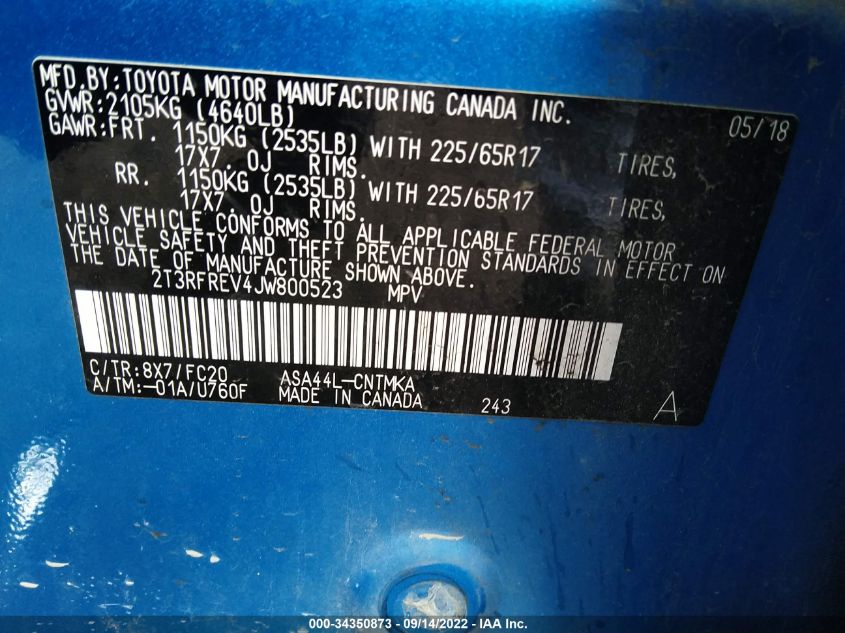 MFD. BY: TOYOTA MOTOR MANUFACTURING CANADA INC. 05/18
GVWR: 2105KG (4640LB)
GAWR: FRT. 1150KG (2535LB) WITH 225/65R17 TIRES,
17X7 OJ RIMS.
RR. 1150KG (2535LB) WITH 225/65R17 TIRES,
17X7 OJ RIMS.
THIS VEHICLE CONFORMS TO ALL APPLICABLE FEDERAL MOTOR
VEHICLE SAFETY AND THEFT PREVENTION STANDARDS IN EFFECT ON
THE DATE OF MANUFACTURE SHOWN ABOVE.
2T3RFREV4JW800523 MPV
C/TR: 8X7/FC20 ASA44L-CNTMKA
A/TM: -01A/U760F MADE IN CANADA 243 A
000-34350873 - 09/14/2022 - IAA Inc.